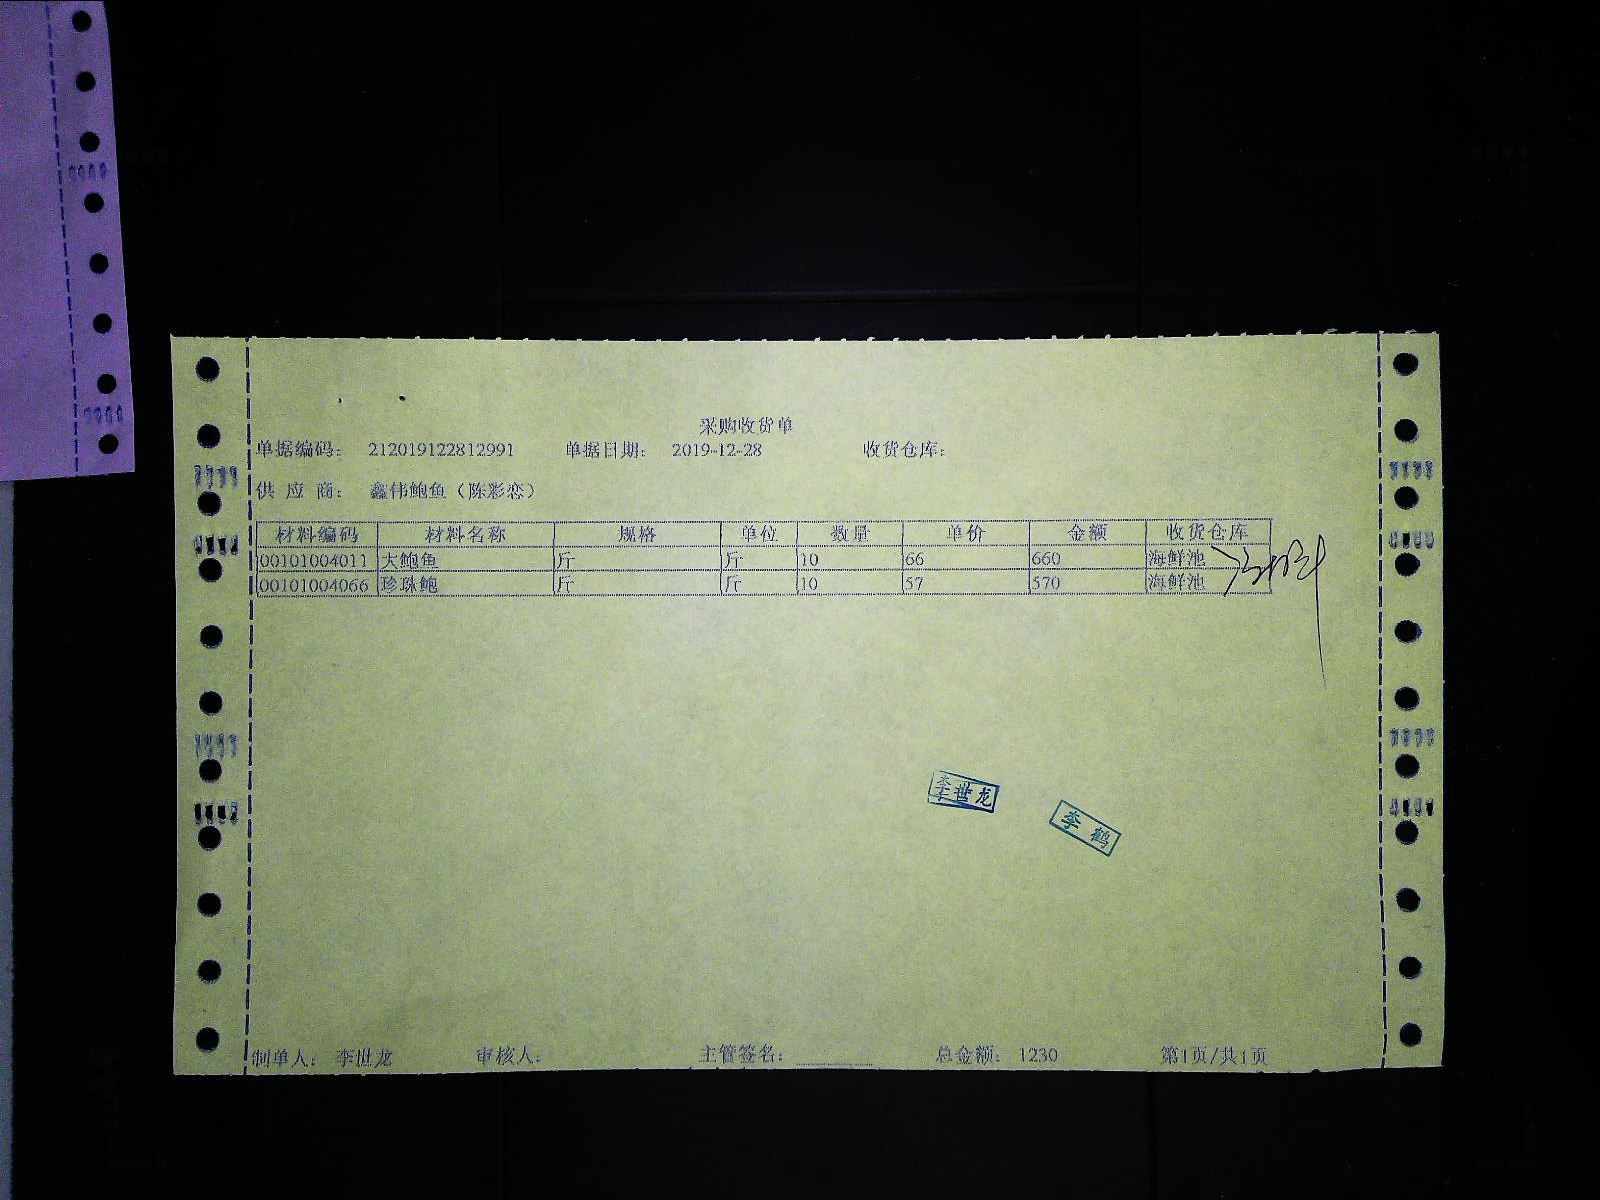 采购收货单
单据编码： 212019122812991 单据日期： 2019-12-28 收货仓库：
供 应 商： 鑫伟鲍鱼（陈彩恋）
材料编码 材料名称 规格 单位 数量 单价 金额 收货仓库
00101004011 大鲍鱼 斤 斤 10 66 660 海鲜池
00101004066 珍珠鲍 斤 斤 10 57 570 海鲜池
李世龙
李鹤
制单人： 李世龙 审核人： 主管签名： 总金额： 1230 第1页/共1页